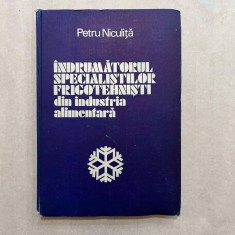 Petru Niculiță
ÎNDRUMĂTORUL
SPECIALIȘTILOR
FRIGOTEHNIȘTI
din industria
alimentară